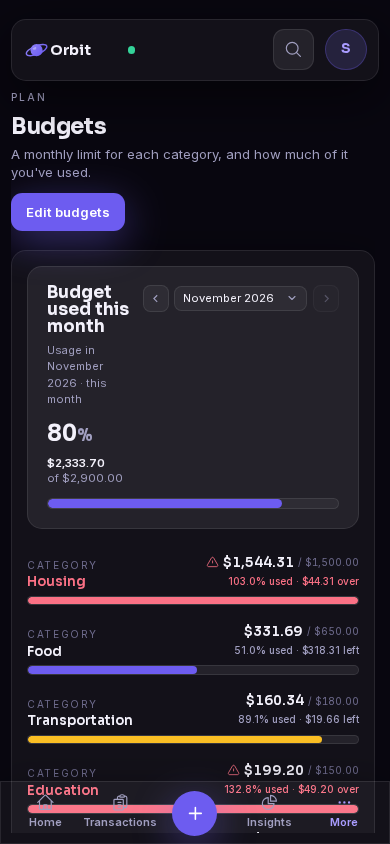 Orbit
S
PLAN
Budgets
A monthly limit for each category, and how much of it
you've used.
Edit budgets
Budget
used this
month
November 2026
Usage in
November
2026 · this
month
80%
$2,333.70
of $2,900.00
CATEGORY
$1,544.31 / $1,500.00
Housing
103.0% used · $44.31 over
CATEGORY
$331.69 / $650.00
Food
51.0% used · $318.31 left
CATEGORY
$160.34 / $180.00
Transportation
89.1% used · $19.66 left
CATEGORY
$199.20 / $150.00
Education
132.8% used · $49.20 over
Home
Transactions
Insights
More